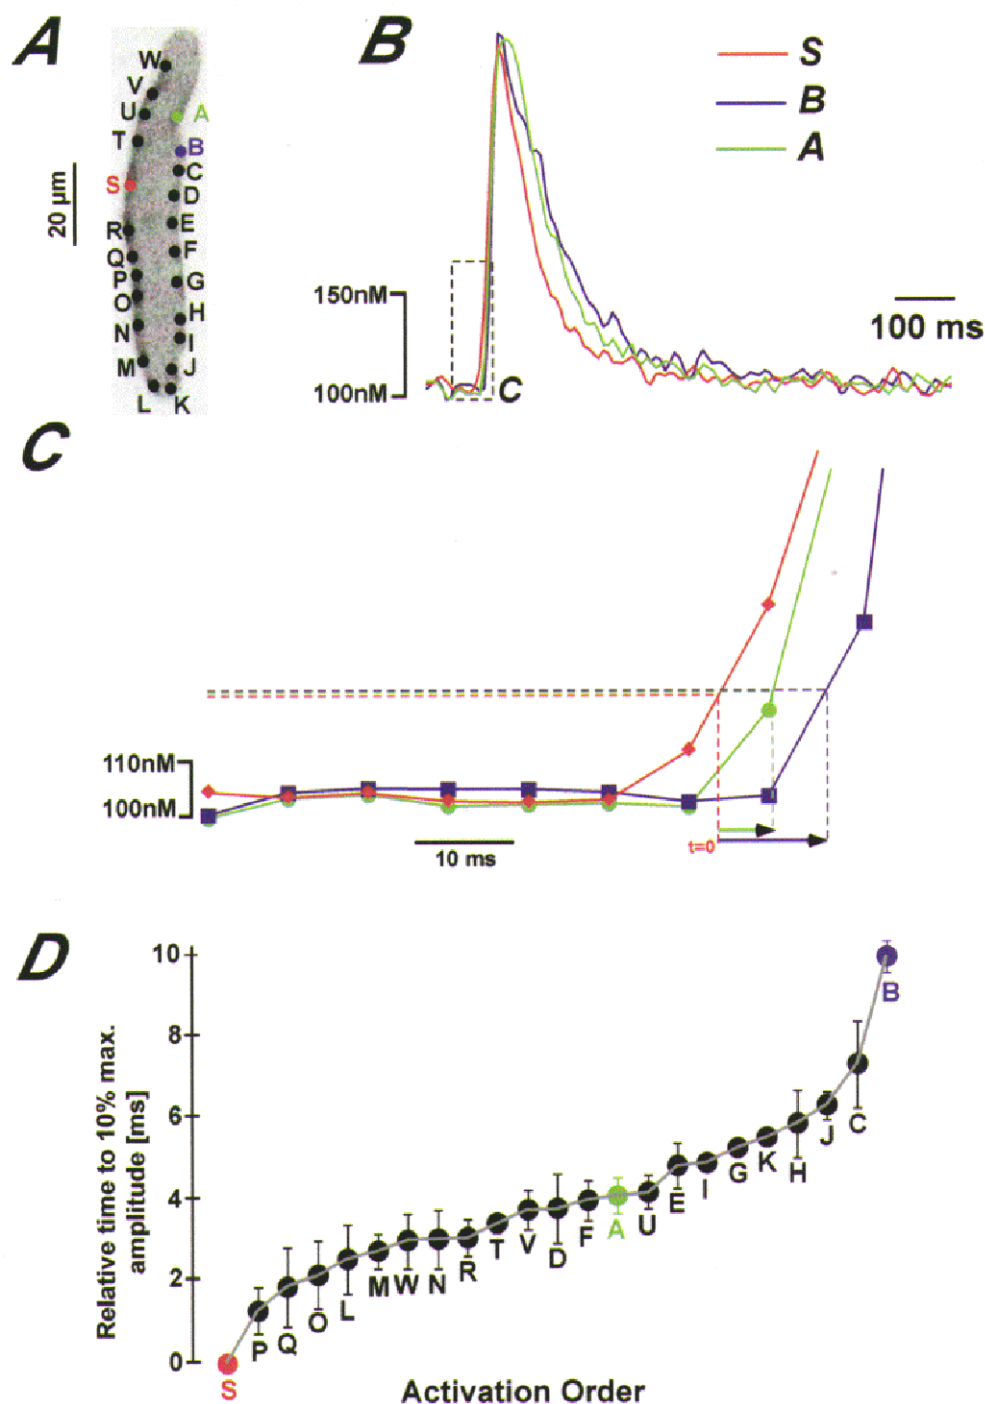 A
W
V
U
A
T
B
C
S
D
20 µm
R
E
Q
F
P
G
O
H
N
I
M
J
L
K
B
S
B
A
150nM
100 ms
100nM
C
C
110nM
100nM
t=0
10 ms
D
Relative time to 10% max.
amplitude [ms]
10
8
6
4
2
0
S
P
Q
O
L
M
W
N
R
T
V
D
F
A
U
E
I
G
K
H
J
C
B
Activation Order